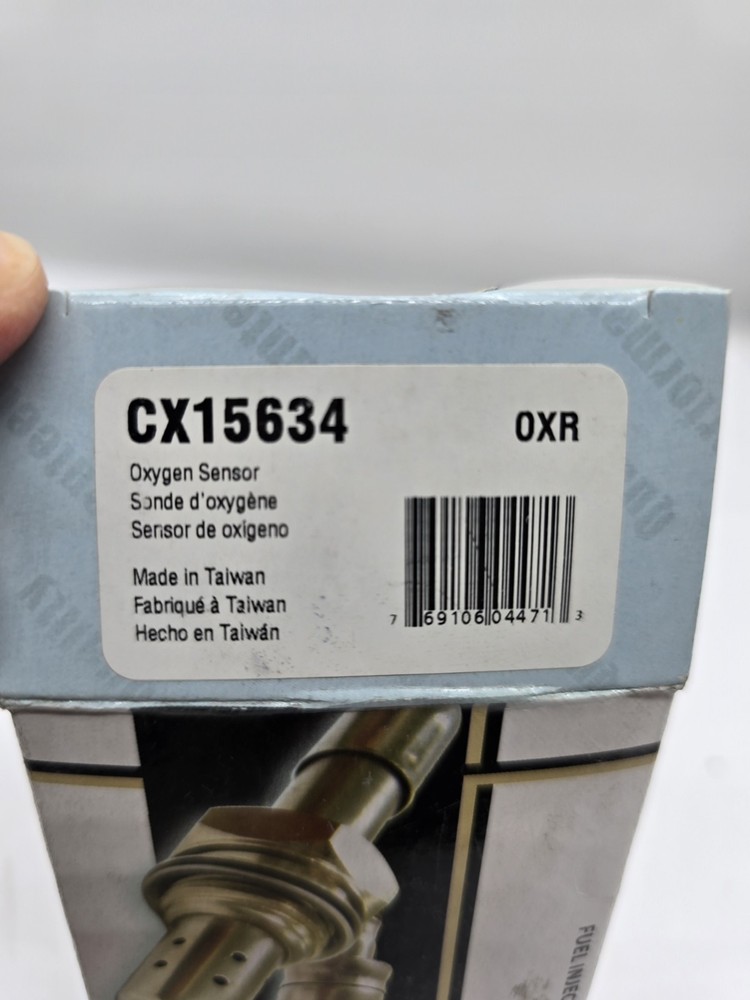 CX15634
OXR
Oxygen Sensor
Sonde d'oxygène
Sensor de oxígeno
Made in Taiwan
Fabriqué à Taiwan
Hecho en Taiwán
7 69106 04471 3